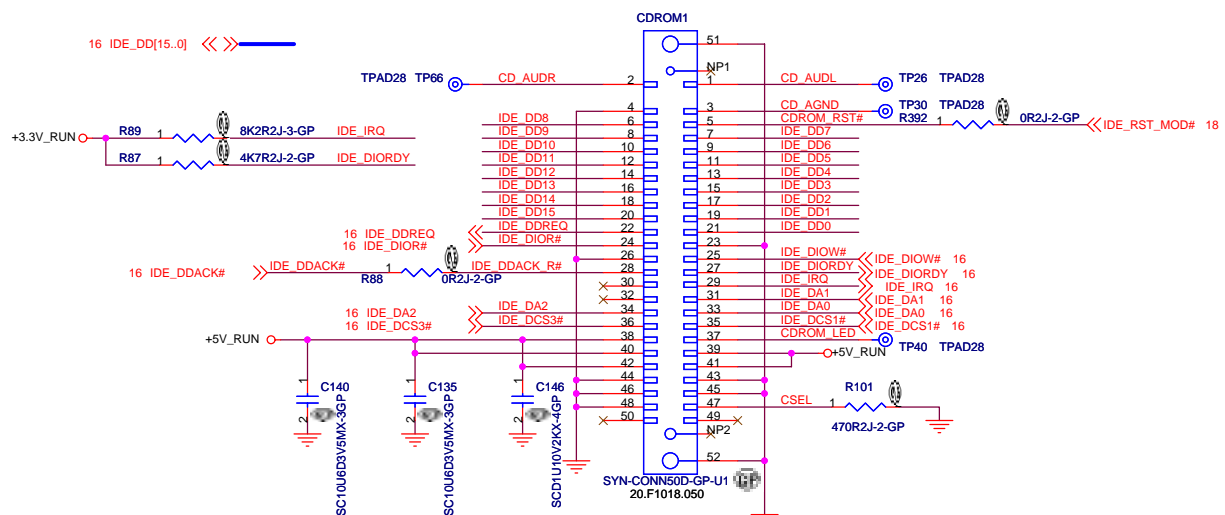 CDROM1
16 IDE_DD[15..0]
51
NP1
TPAD28 TP66 CD_AUDR 2 1 CD_AUDL TP26 TPAD28
4 3 CD_AGND TP30 TPAD28
IDE_DD8 6 5 CDROM_RST# R392 1 0R2J-2-GP IDE_RST_MOD# 18
+3.3V_RUN R89 1 8K2R2J-3-GP IDE_IRQ
IDE_DD9 8 7 IDE_DD7
IDE_DD10 10 9 IDE_DD6
R87 1 4K7R2J-2-GP IDE_DIORDY
IDE_DD11 12 11 IDE_DD5
IDE_DD12 14 13 IDE_DD4
IDE_DD13 16 15 IDE_DD3
IDE_DD14 18 17 IDE_DD2
IDE_DD15 20 19 IDE_DD1
16 IDE_DDREQ IDE_DDREQ 22 21 IDE_DD0
16 IDE_DIOR# IDE_DIOR# 24 23
26 25 IDE_DIOW# IDE_DIOW# 16
16 IDE_DDACK# IDE_DDACK# 1 IDE_DDACK_R# 28 27 IDE_DIORDY IDE_DIORDY 16
R88 0R2J-2-GP
30 29 IDE_IRQ IDE_IRQ 16
32 31 IDE_DA1 IDE_DA1 16
16 IDE_DA2 IDE_DA2 34 33 IDE_DA0 IDE_DA0 16
16 IDE_DCS3# IDE_DCS3# 36 35 IDE_DCS1# IDE_DCS1# 16
+5V_RUN 38 37 CDROM_LED TP40 TPAD28
40 39 +5V_RUN
42 41
44 43
46 45
48 47 CSEL 1 R101 470R2J-2-GP
50 49
NP2
52
1 C140 2 SC10U6D3V5MX-3GP
1 C135 2 SC10U6D3V5MX-3GP
1 C146 2 SCD1U10V2KX-4GP
SYN-CONN50D-GP-U1 GP
20.F1018.050